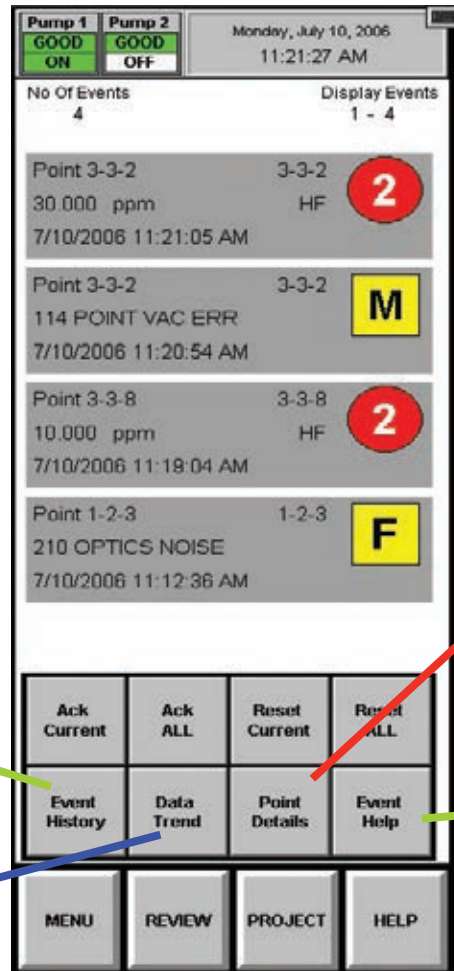 Pump 1 Pump 2
GOOD GOOD
ON OFF
Monday, July 10, 2006
11:21:27 AM
No Of Events Display Events
4 1 - 4
Point 3-3-2 3-3-2 2
30.000 ppm HF
7/10/2006 11:21:05 AM
Point 3-3-2 3-3-2 M
114 POINT VAC ERR
7/10/2006 11:20:54 AM
Point 3-3-8 3-3-8 2
10.000 ppm HF
7/10/2006 11:19:04 AM
Point 1-2-3 1-2-3 F
210 OPTICS NOISE
7/10/2006 11:12:36 AM
Ack Current
Ack ALL
Reset Current
Reset ALL
Event History
Data Trend
Point Details
Event Help
MENU REVIEW PROJECT HELP